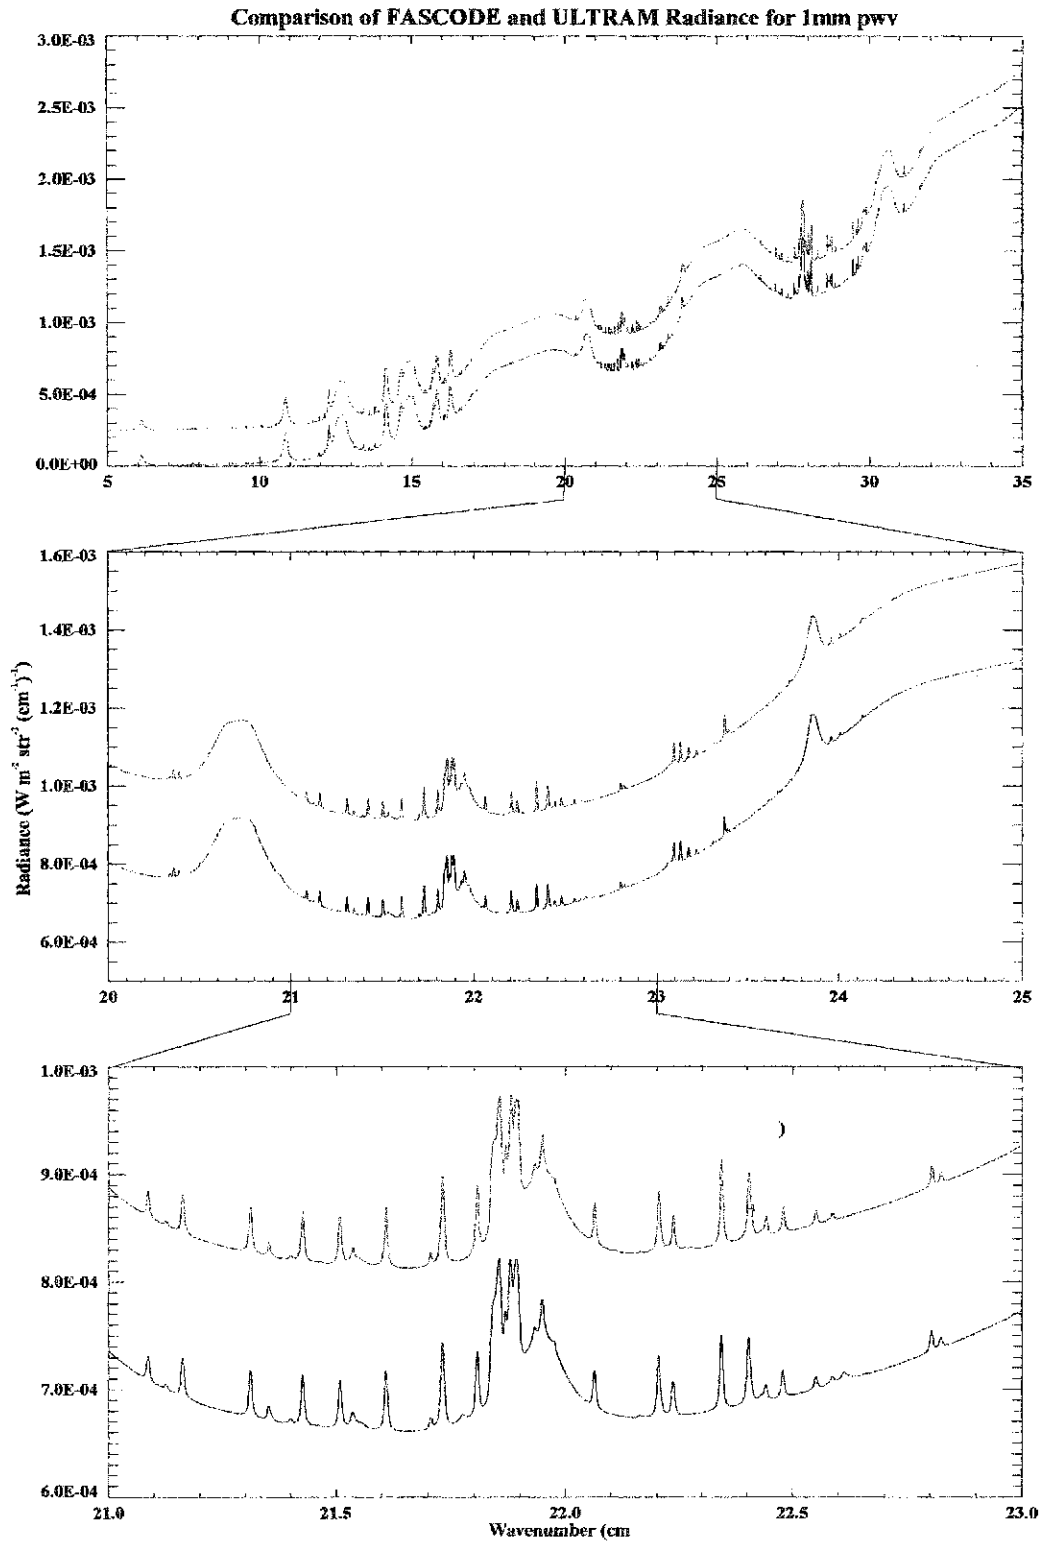 Comparison of FASCODE and ULTRAM Radiance for 1mm pwv
3.0E-03
2.5E-03
2.0E-03
1.5E-03
1.0E-03
5.0E-04
0.0E+00
5 10 15 20 25 30 35
1.6E-03
1.4E-03
1.2E-03
1.0E-03
8.0E-04
6.0E-04
Radiance (W m⁻² str⁻¹ (cm⁻¹)⁻¹)
20 21 22 23 24 25
1.0E-03
)
9.0E-04
8.0E-04
7.0E-04
6.0E-04
21.0 21.5 22.0 22.5 23.0
Wavenumber (cm